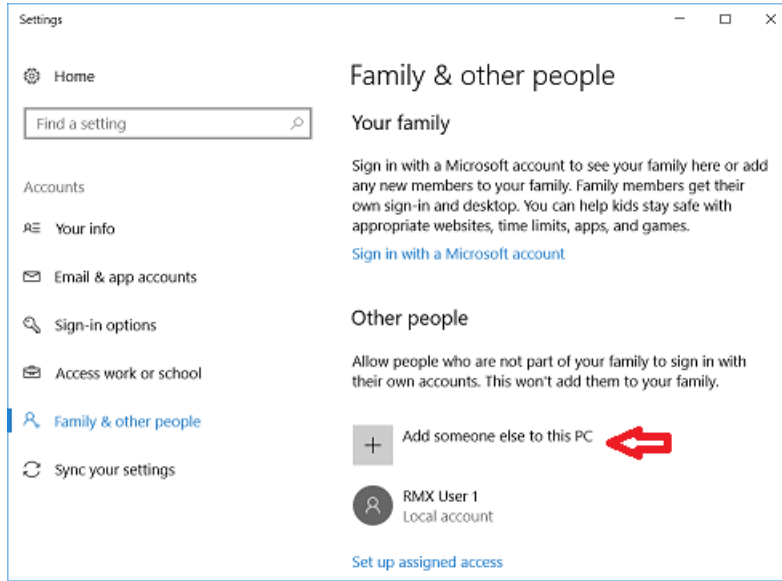 Settings
Home
Find a setting
Accounts
Your info
Email & app accounts
Sign-in options
Access work or school
Family & other people
Sync your settings
Family & other people
Your family
Sign in with a Microsoft account to see your family here or add
any new members to your family. Family members get their
own sign-in and desktop. You can help kids stay safe with
appropriate websites, time limits, apps, and games.
Sign in with a Microsoft account
Other people
Allow people who are not part of your family to sign in with
their own accounts. This won't add them to your family.
Add someone else to this PC
RMX User 1
Local account
Set up assigned access